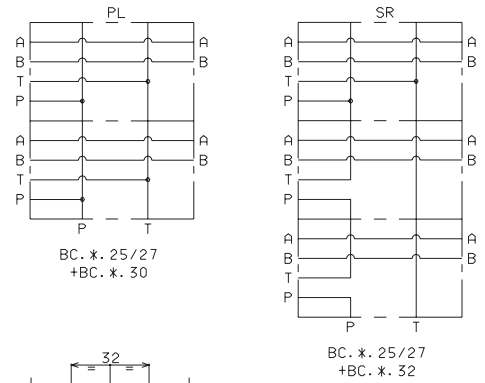 PL
A A
B B
T
P
A A
B B
T
P
P T
BC.*.25/27
+BC.*.30
SR
A A
B B
T
P
A A
B B
T
P
A A
B B
T
P
P T
BC.*.25/27
+BC.*.32
32
= =